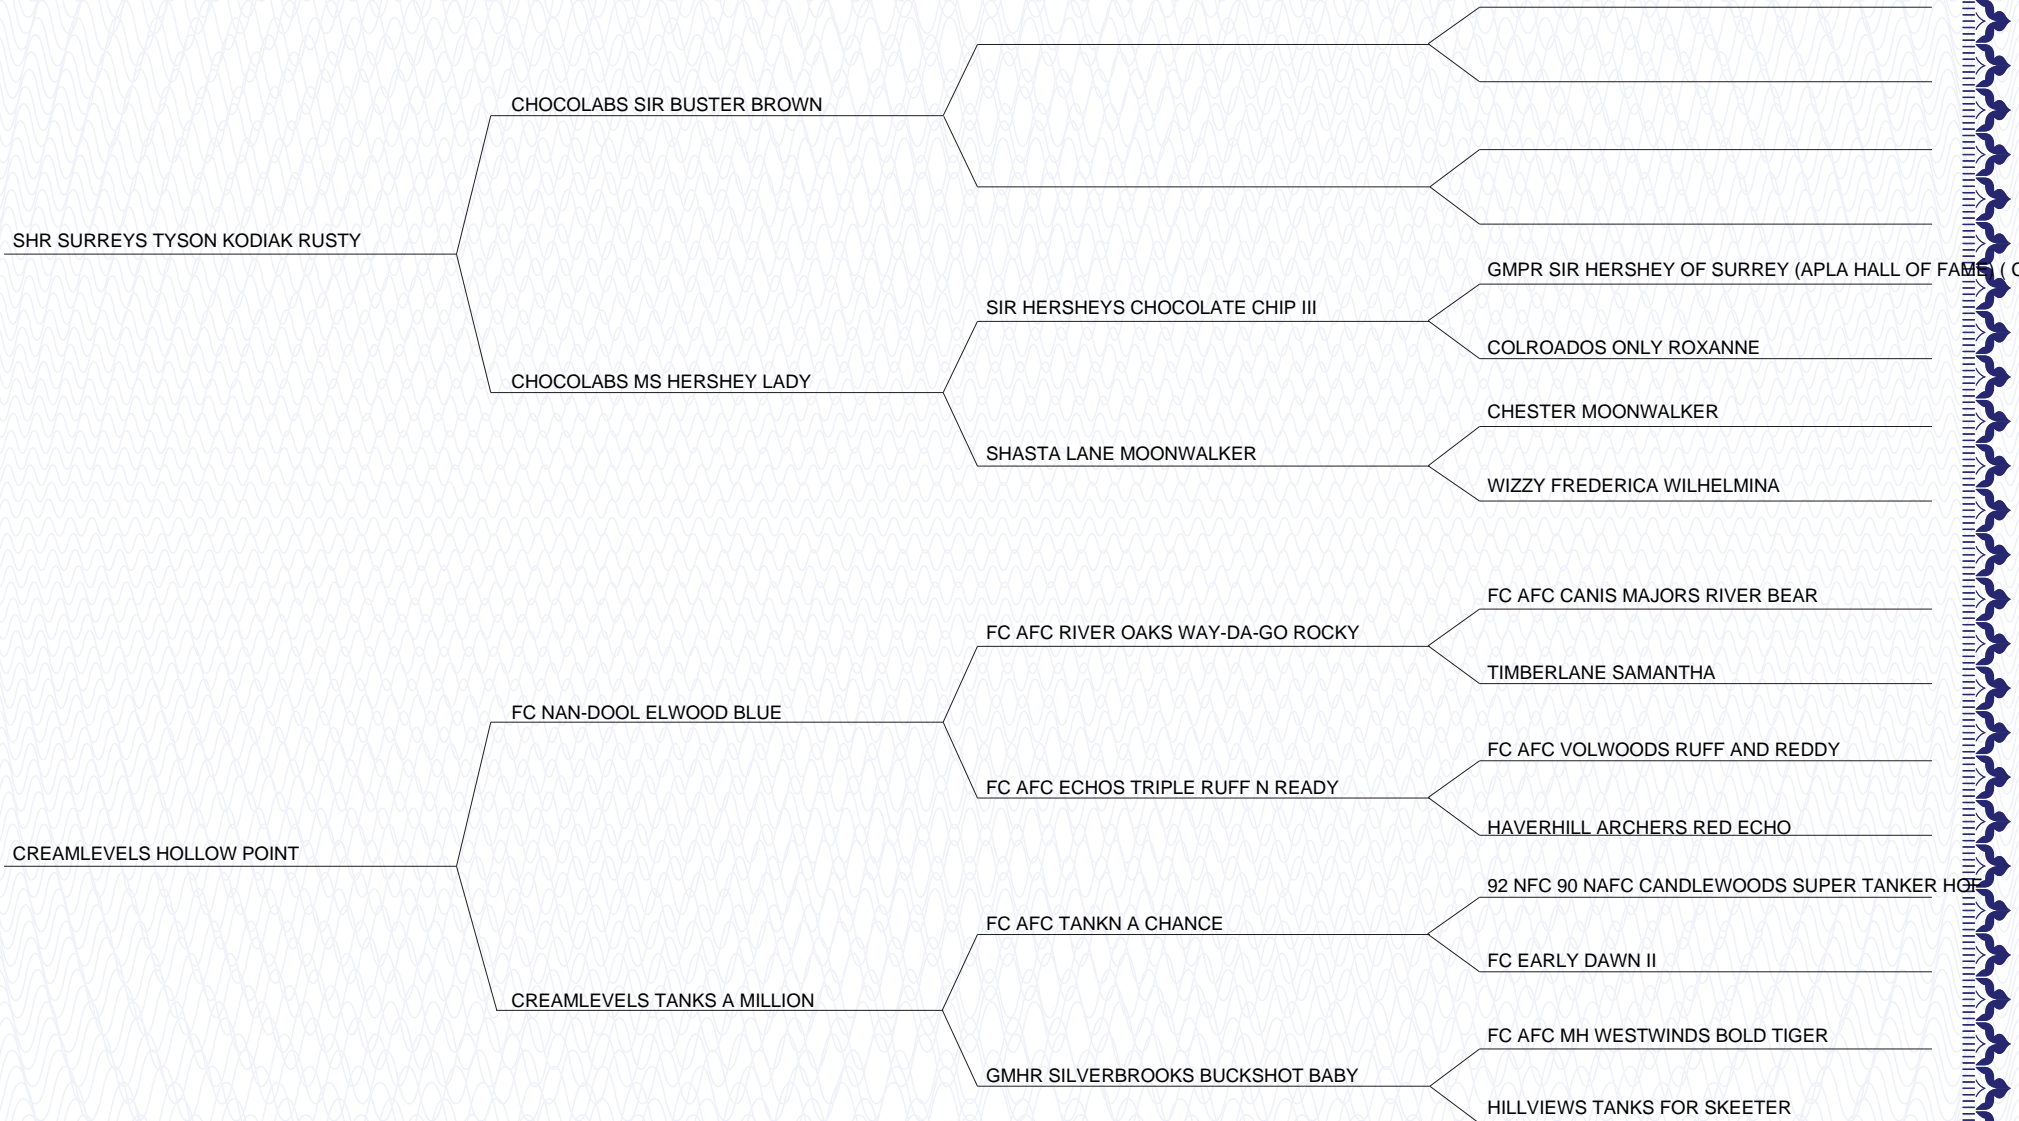 CHOCOLABS SIR BUSTER BROWN
SHR SURREYS TYSON KODIAK RUSTY
GMPR SIR HERSHEY OF SURREY (APLA HALL OF FAME) (
SIR HERSHEYS CHOCOLATE CHIP III
COLROADOS ONLY ROXANNE
CHOCOLABS MS HERSHEY LADY
CHESTER MOONWALKER
SHASTA LANE MOONWALKER
WIZZY FREDERICA WILHELMINA
FC AFC CANIS MAJORS RIVER BEAR
FC AFC RIVER OAKS WAY-DA-GO ROCKY
TIMBERLANE SAMANTHA
FC NAN-DOOL ELWOOD BLUE
FC AFC VOLWOODS RUFF AND REDDY
FC AFC ECHOS TRIPLE RUFF N READY
HAVERHILL ARCHERS RED ECHO
CREAMLEVELS HOLLOW POINT
92 NFC 90 NAFC CANDLEWOODS SUPER TANKER HOF
FC AFC TANKN A CHANCE
FC EARLY DAWN II
CREAMLEVELS TANKS A MILLION
FC AFC MH WESTWINDS BOLD TIGER
GMHR SILVERBROOKS BUCKSHOT BABY
HILLVIEWS TANKS FOR SKEETER